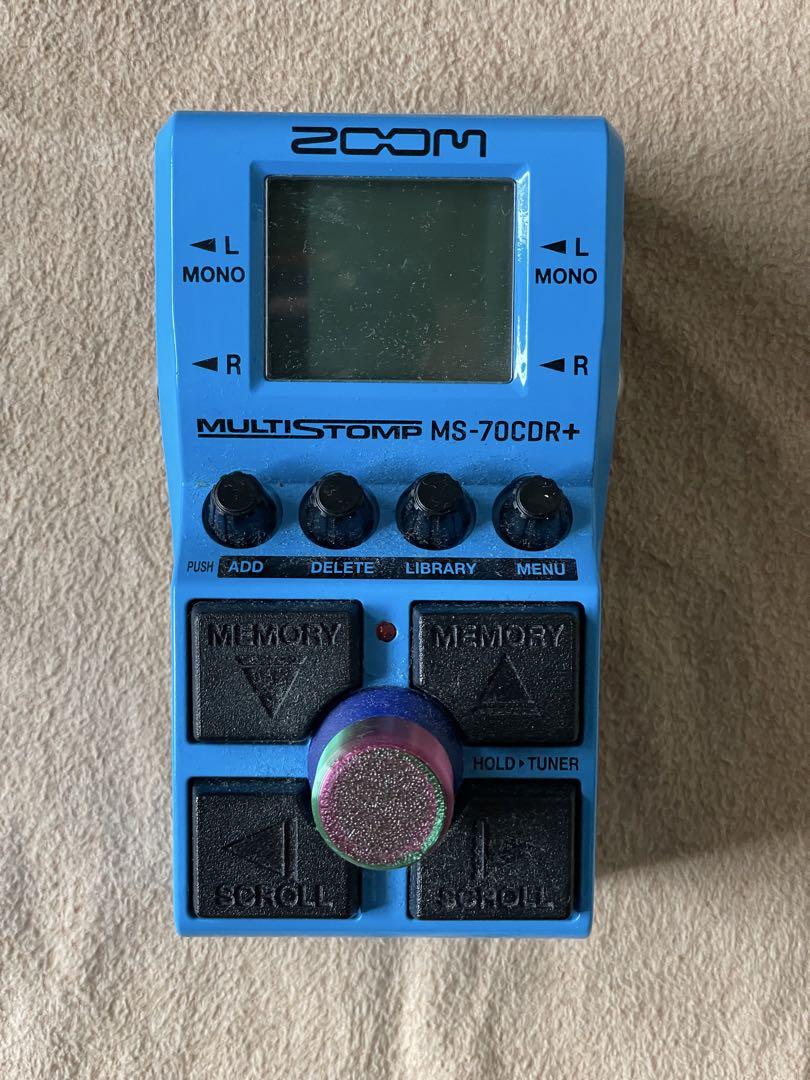 ZOOM
◀ L ◀ L
MONO MONO
◀ R ◀ R
MULTISTOMP MS-70CDR+
PUSH ADD DELETE LIBRARY MENU
MEMORY MEMORY
HOLD▸TUNER
SCROLL SCROLL